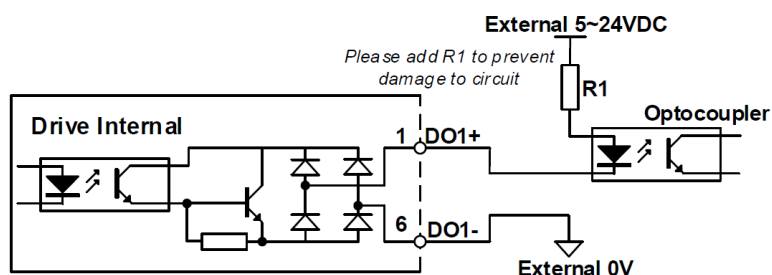 External 5~24VDC
Please add R1 to prevent
damage to circuit
R1
Optocoupler
Drive Internal
1 DO1+
6 DO1-
External 0V